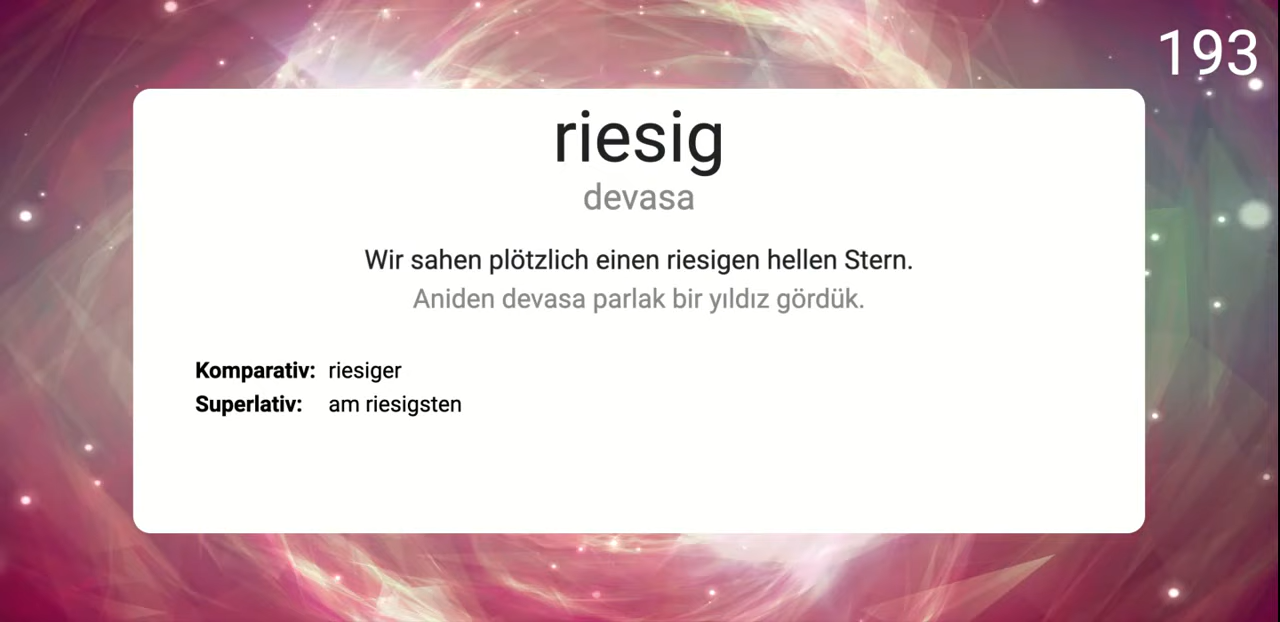 193
riesig
devasa
Wir sahen plötzlich einen riesigen hellen Stern.
Aniden devasa parlak bir yıldız gördük.
Komparativ: riesiger
Superlativ: am riesigsten